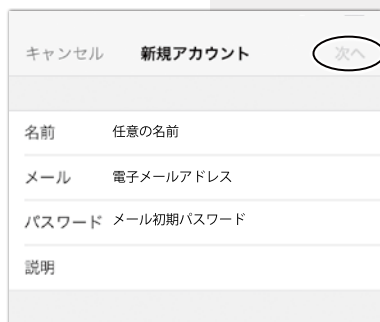 キャンセル 新規アカウント 次へ
名前 任意の名前
メール 電子メールアドレス
パスワード メール初期パスワード
説明